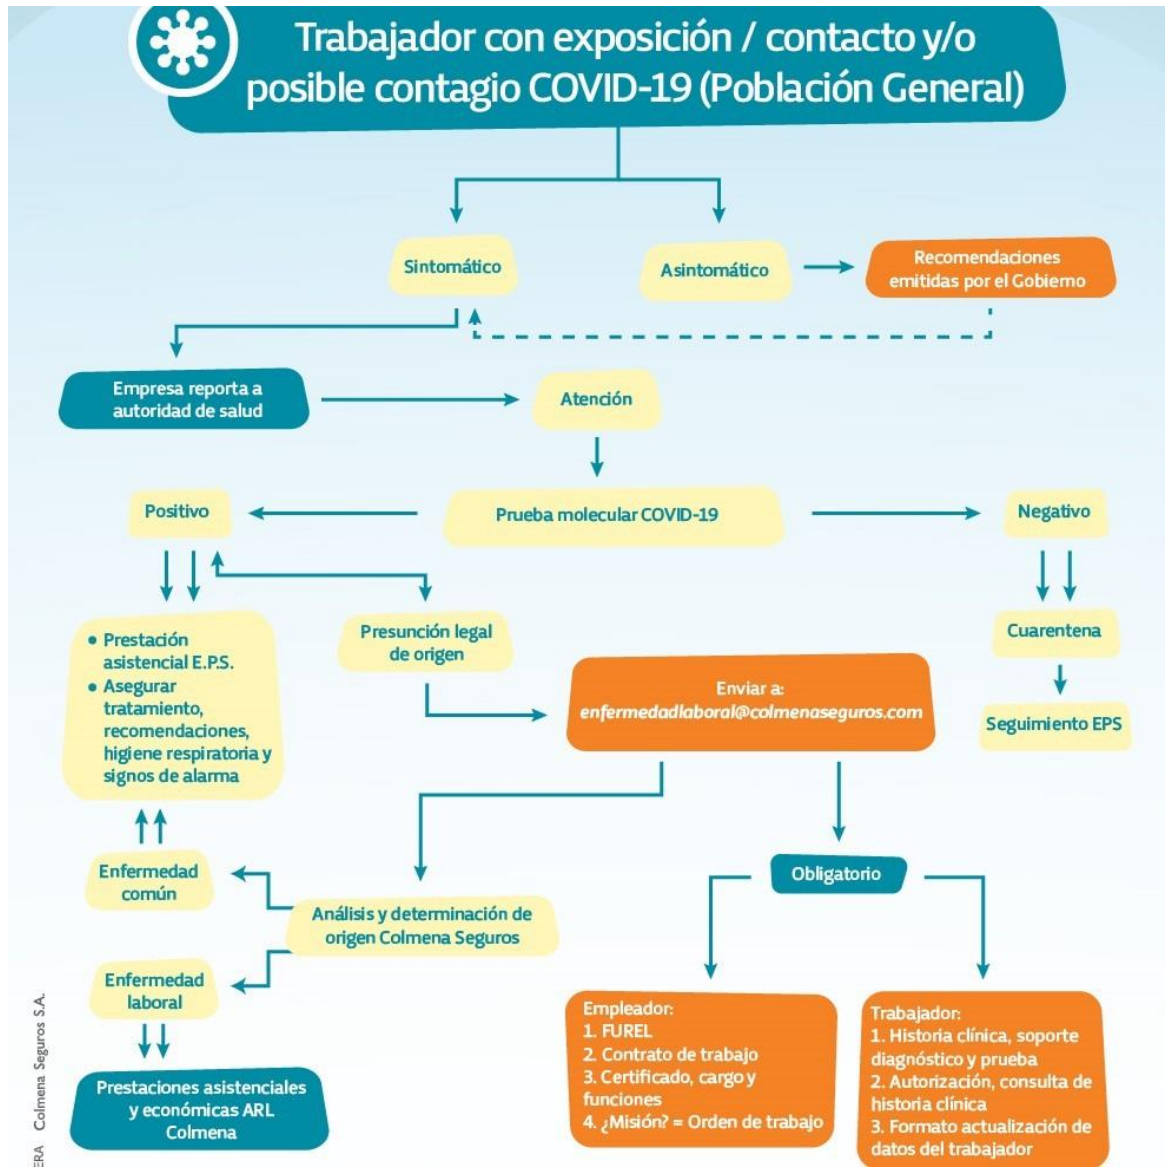 Trabajador con exposición / contacto y/o
posible contagio COVID-19 (Población General)
Sintomático
Asintomático
Recomendaciones
emitidas por el Gobierno
Empresa reporta a
autoridad de salud
Atención
Positivo
Prueba molecular COVID-19
Negativo
• Prestación
asistencial E.P.S.
• Asegurar
tratamiento,
recomendaciones,
higiene respiratoria y
signos de alarma
Presunción legal
de origen
Cuarentena
Enviar a:
enfermedadlaboral@colmenaseguros.com
Seguimiento EPS
Enfermedad
común
Obligatorio
Análisis y determinación de
origen Colmena Seguros
Enfermedad
laboral
Prestaciones asistenciales
y económicas ARL
Colmena
Empleador:
1. FUREL
2. Contrato de trabajo
3. Certificado, cargo y
funciones
4. ¿Misión? = Orden de trabajo
Trabajador:
1. Historia clínica, soporte
diagnóstico y prueba
2. Autorización, consulta de
historia clínica
3. Formato actualización de
datos del trabajador
ERA Colmena Seguros S.A.